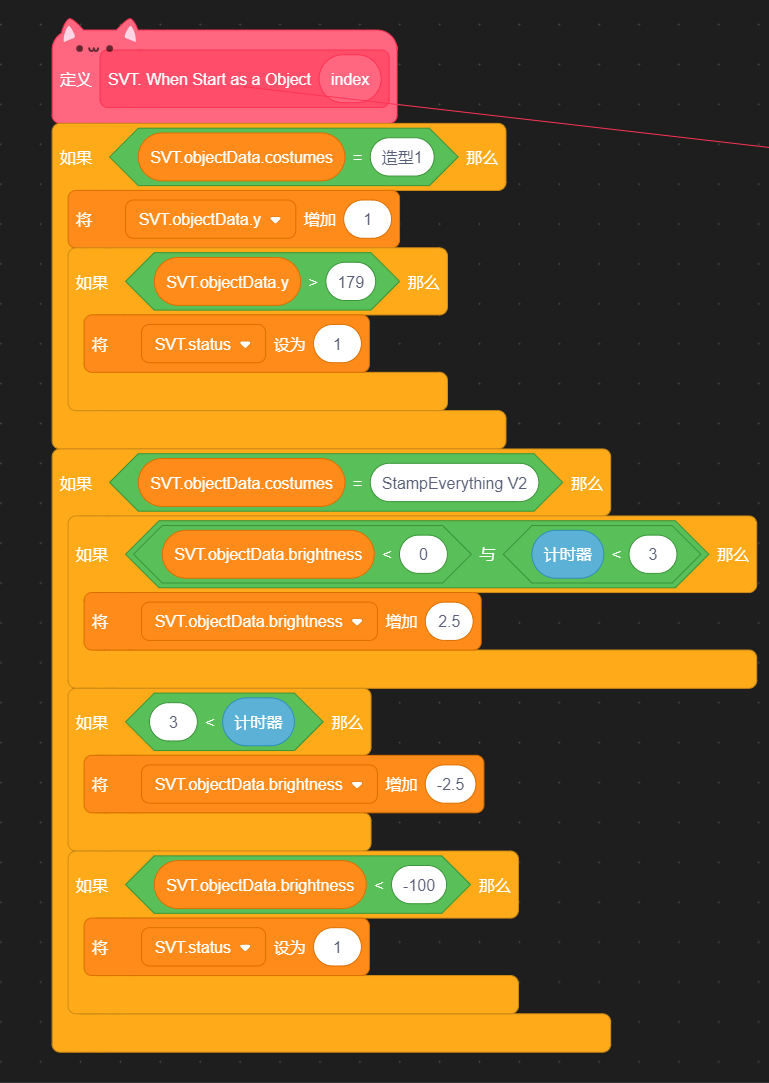 定义 SVT. When Start as a Object index
如果 SVT.objectData.costumes = 造型1 那么
将 SVT.objectData.y 增加 1
如果 SVT.objectData.y > 179 那么
将 SVT.status 设为 1
如果 SVT.objectData.costumes = StampEverything V2 那么
如果 SVT.objectData.brightness < 0 与 计时器 < 3 那么
将 SVT.objectData.brightness 增加 2.5
如果 3 < 计时器 那么
将 SVT.objectData.brightness 增加 -2.5
如果 SVT.objectData.brightness < -100 那么
将 SVT.status 设为 1